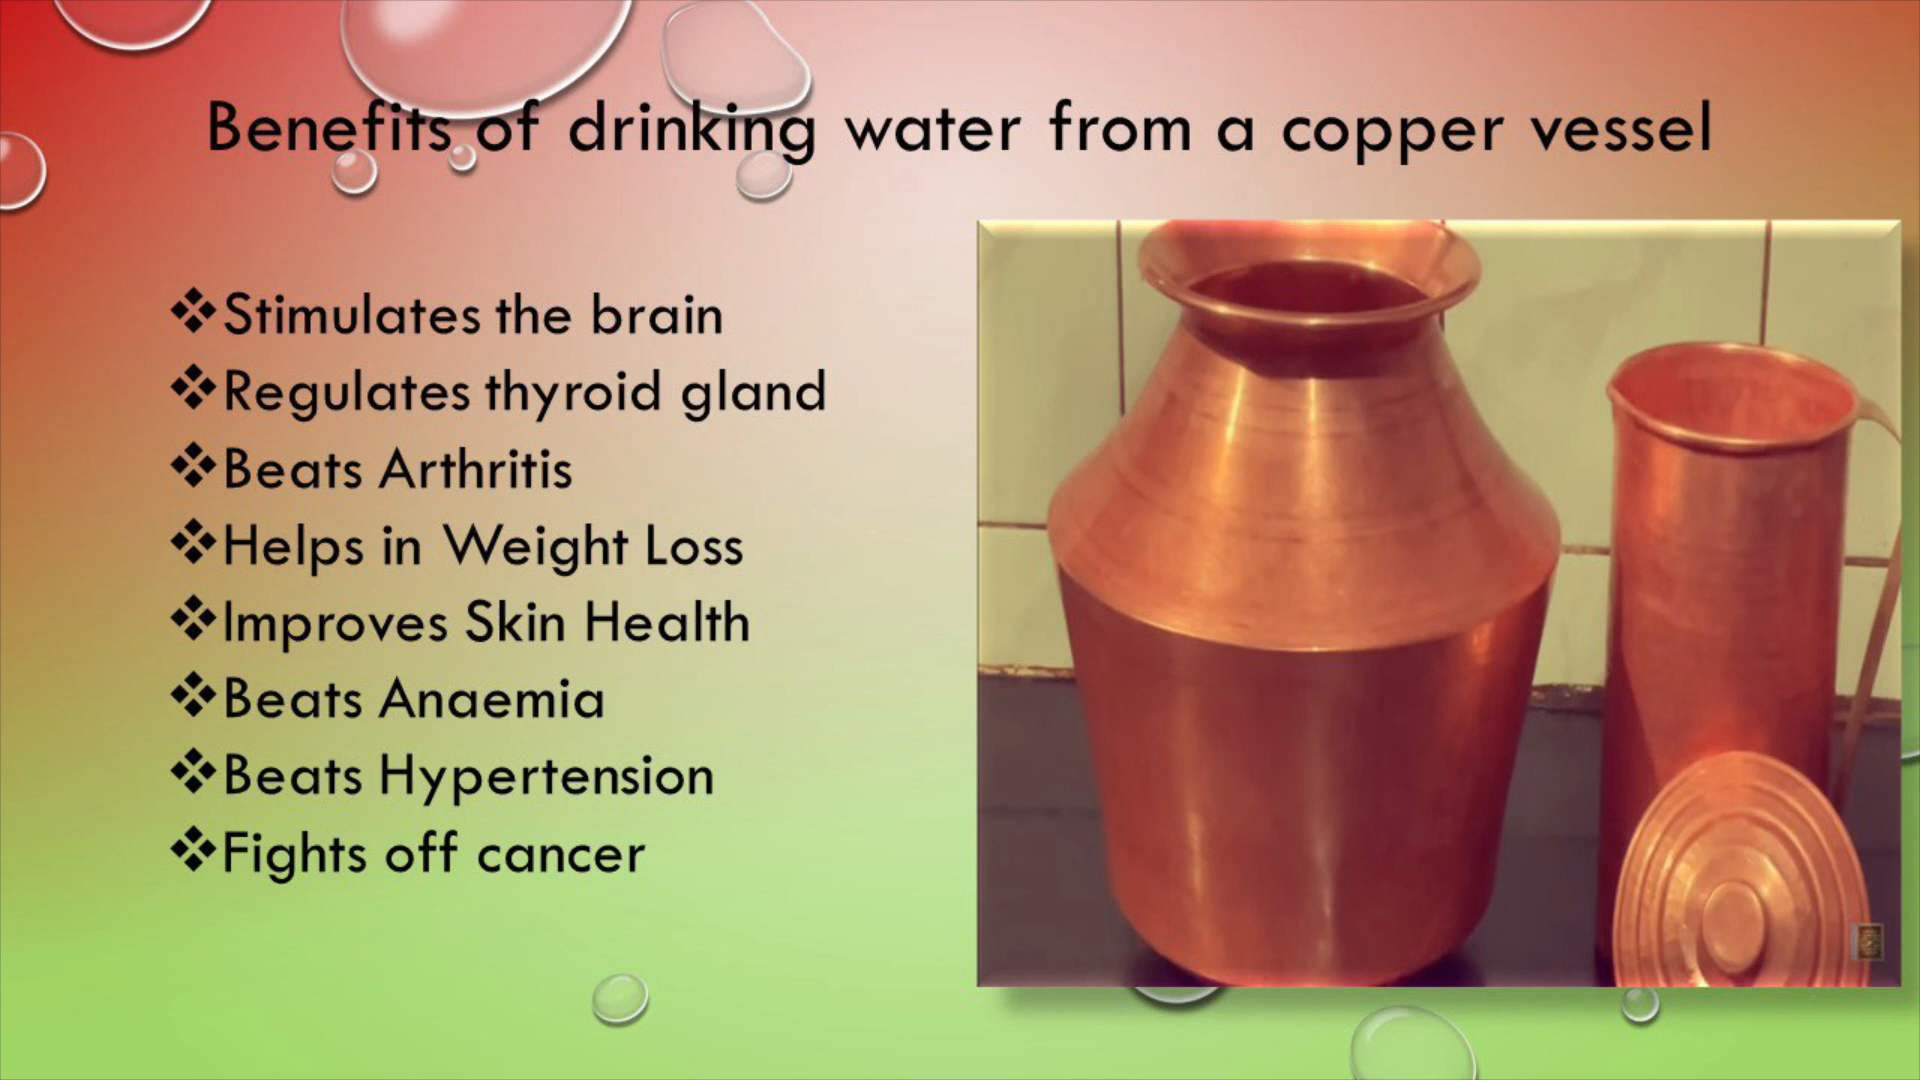 Benefits of drinking water from a copper vessel
❖Stimulates the brain
❖Regulates thyroid gland
❖Beats Arthritis
❖Helps in Weight Loss
❖Improves Skin Health
❖Beats Anaemia
❖Beats Hypertension
❖Fights off cancer